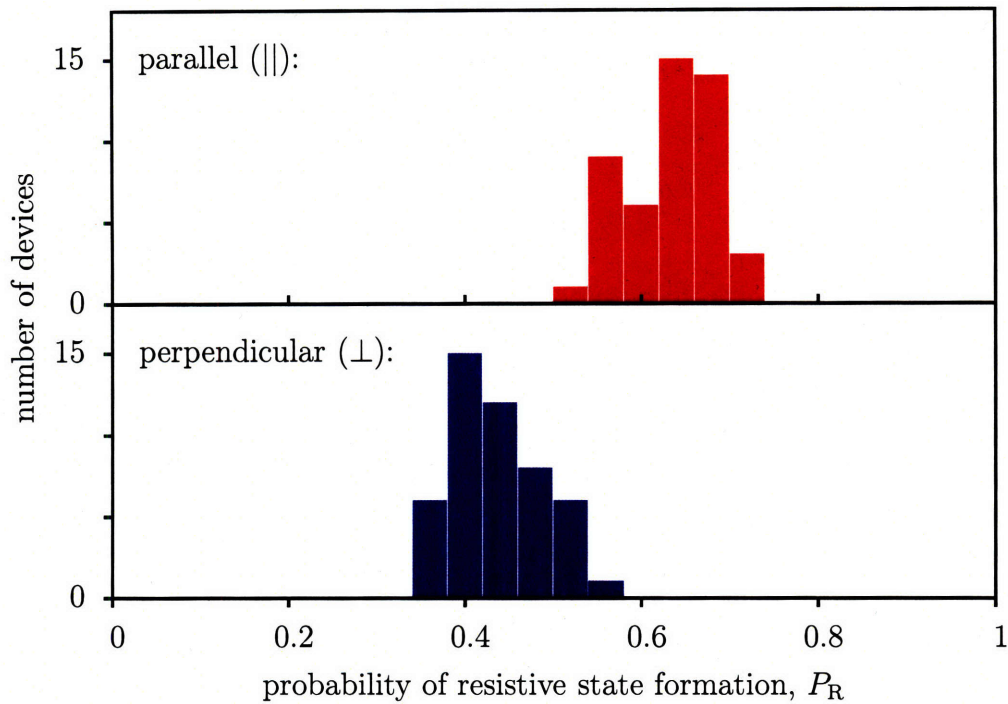 number of devices
15
parallel (||):
0
15
perpendicular (⊥):
0
0 0.2 0.4 0.6 0.8 1
probability of resistive state formation, P_R